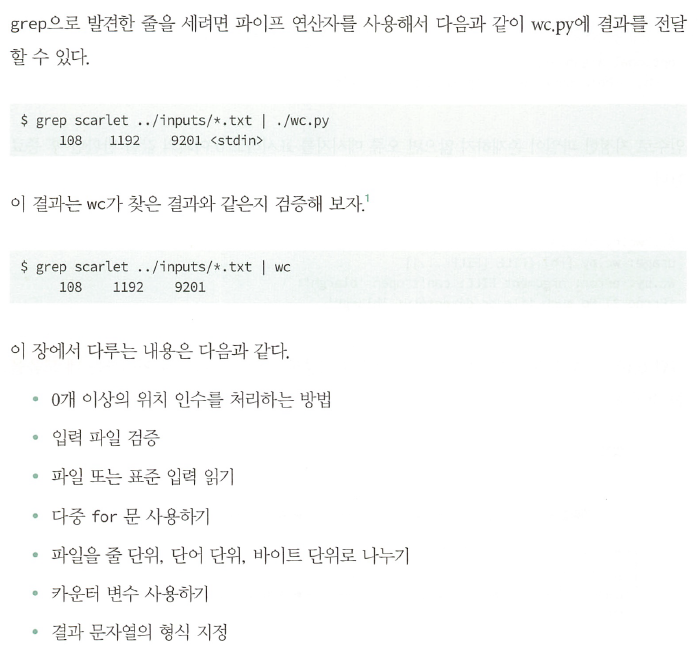 grep으로 발견한 줄을 세려면 파이프 연산자를 사용해서 다음과 같이 wc.py에 결과를 전달
할 수 있다.
$ grep scarlet ../inputs/*.txt | ./wc.py
108 1192 9201 <stdin>
이 결과는 wc가 찾은 결과와 같은지 검증해 보자.1
$ grep scarlet ../inputs/*.txt | wc
108 1192 9201
이 장에서 다루는 내용은 다음과 같다.
• 0개 이상의 위치 인수를 처리하는 방법
• 입력 파일 검증
• 파일 또는 표준 입력 읽기
• 다중 for 문 사용하기
• 파일을 줄 단위, 단어 단위, 바이트 단위로 나누기
• 카운터 변수 사용하기
• 결과 문자열의 형식 지정